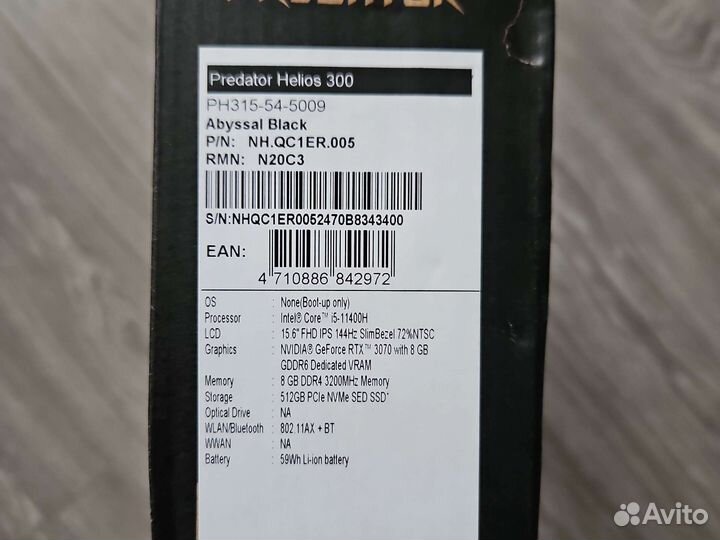 PREDATOR
Predator Helios 300
PH315-54-5009
Abyssal Black
P/N: NH.QC1ER.005
RMN: N20C3
S/N:NHQC1ER0052470B8343400
EAN:
4 710886 842972
OS : None(Boot-up only)
Processor : Intel® Core™ i5-11400H
LCD : 15.6" FHD IPS 144Hz SlimBezel 72%NTSC
Graphics : NVIDIA® GeForce RTX™ 3070 with 8 GB
GDDR6 Dedicated VRAM
Memory : 8 GB DDR4 3200MHz Memory
Storage : 512GB PCIe NVMe SED SSD*
Optical Drive : NA
WLAN/Bluetooth : 802.11AX + BT
WWAN : NA
Battery : 59Wh Li-ion battery
Avito